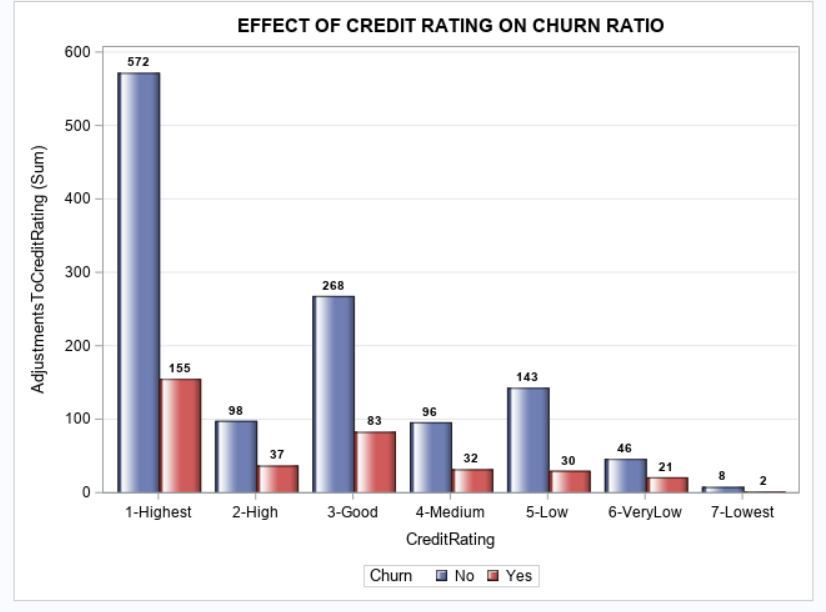 EFFECT OF CREDIT RATING ON CHURN RATIO
AdjustmentsToCreditRating (Sum)
600
500
400
300
200
100
0
572
155
98
37
268
83
96
32
143
30
46
21
8
2
1-Highest
2-High
3-Good
4-Medium
5-Low
6-VeryLow
7-Lowest
CreditRating
Churn No Yes